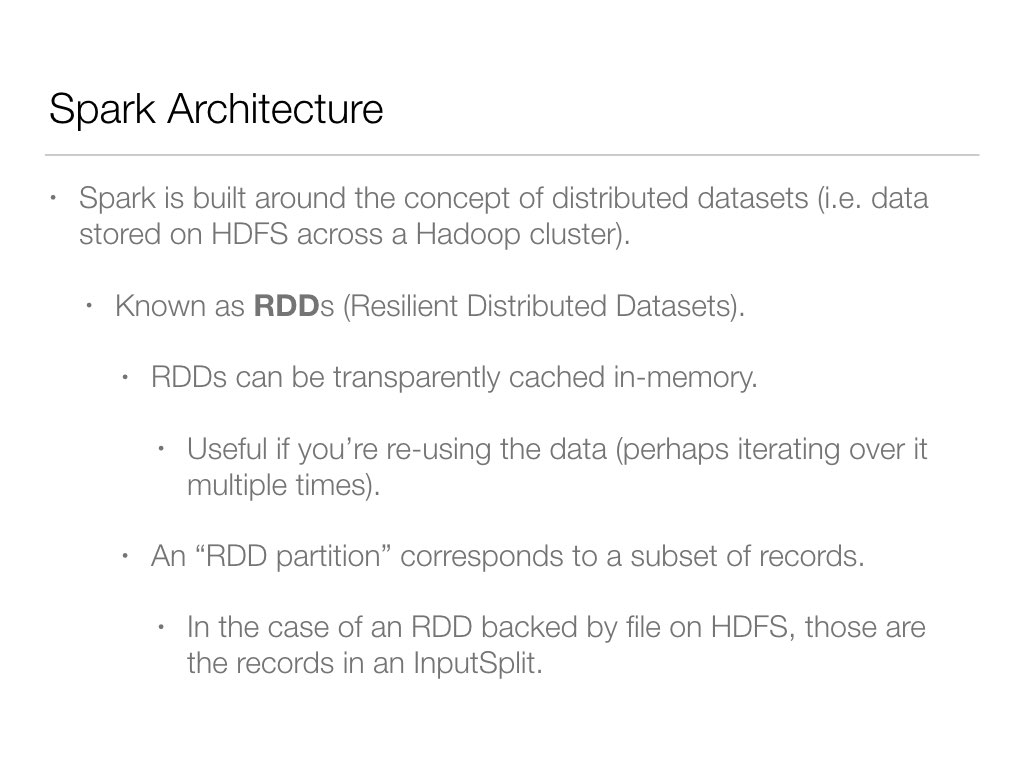 Spark Architecture
• Spark is built around the concept of distributed datasets (i.e. data
stored on HDFS across a Hadoop cluster).
• Known as RDDs (Resilient Distributed Datasets).
• RDDs can be transparently cached in-memory.
• Useful if you’re re-using the data (perhaps iterating over it
multiple times).
• An “RDD partition” corresponds to a subset of records.
• In the case of an RDD backed by file on HDFS, those are
the records in an InputSplit.